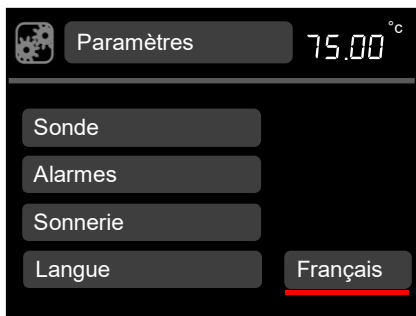 Paramètres 75.00 °c
Sonde
Alarmes
Sonnerie
Langue Français